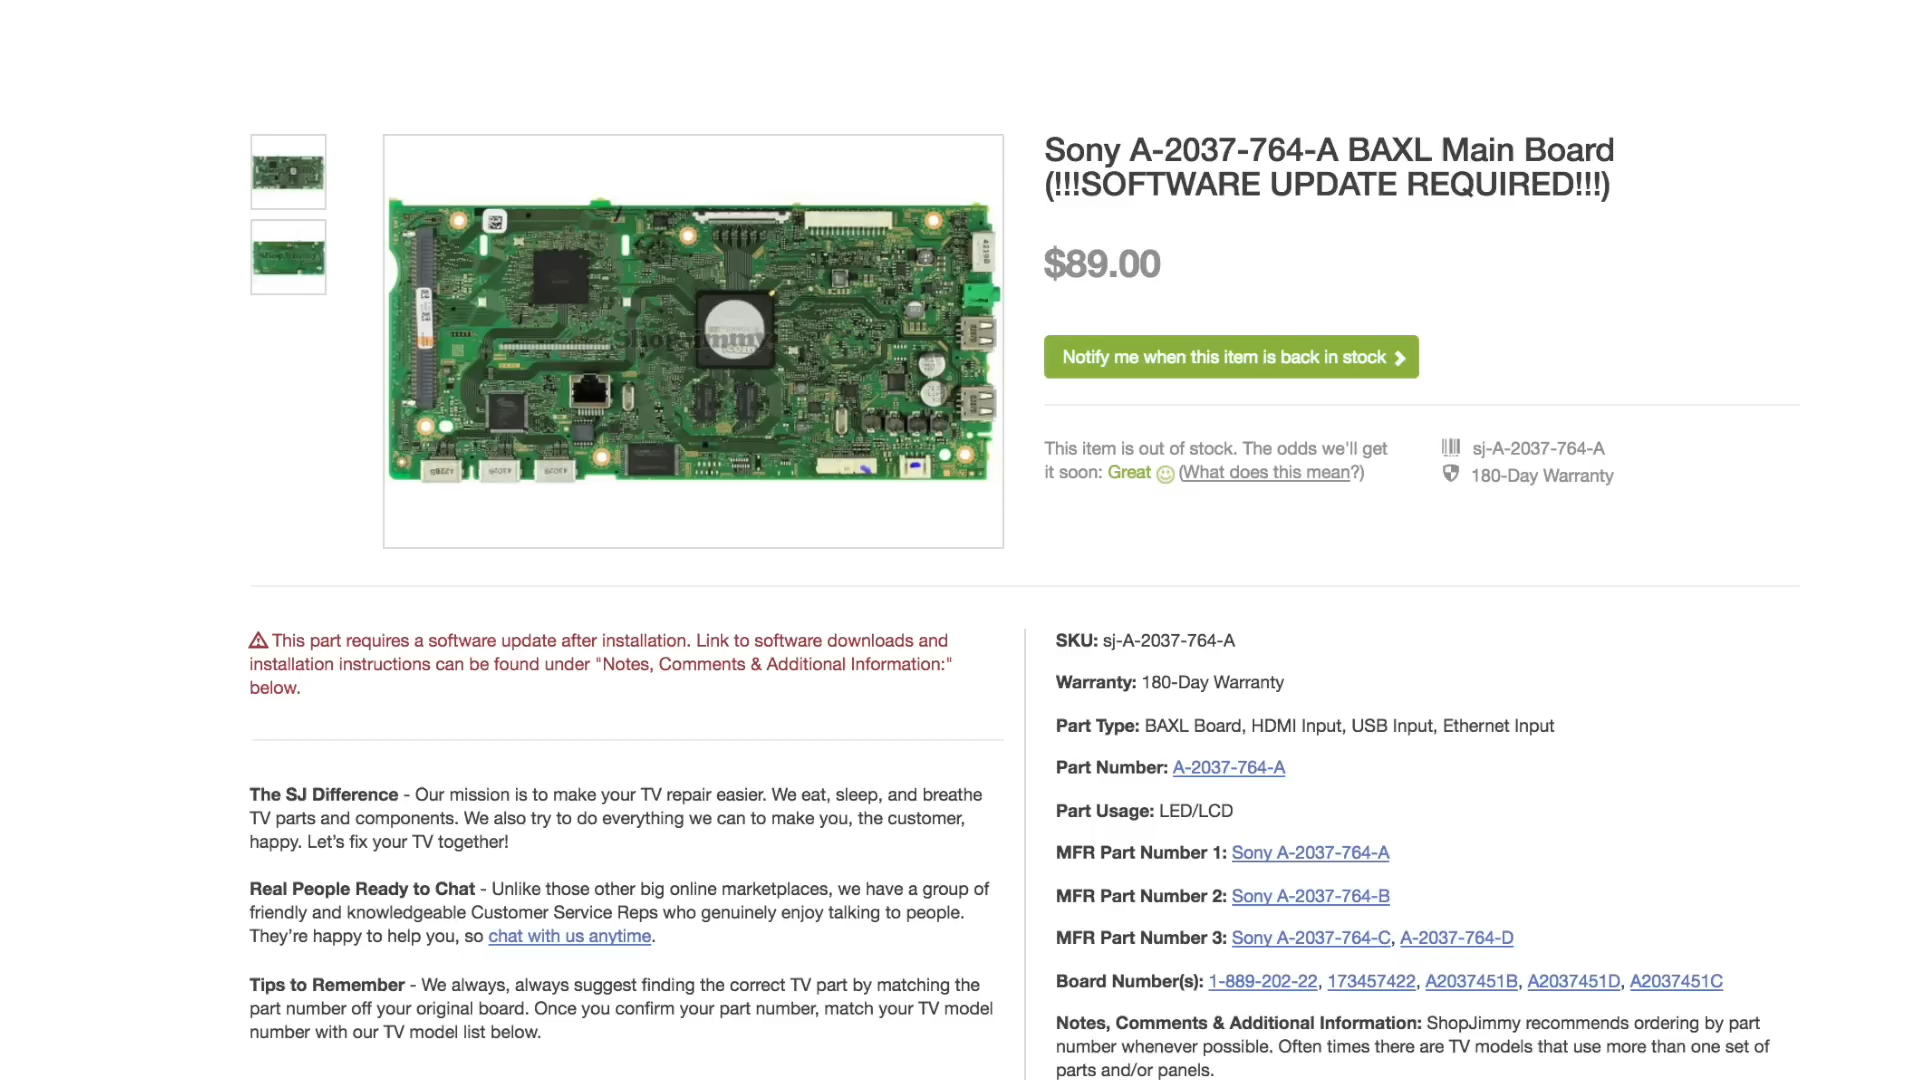 Sony A-2037-764-A BAXL Main Board
(!!!SOFTWARE UPDATE REQUIRED!!!)
$89.00
Notify me when this item is back in stock
This item is out of stock. The odds we'll get
it soon: Great (What does this mean?)
sj-A-2037-764-A
180-Day Warranty
This part requires a software update after installation. Link to software downloads and
installation instructions can be found under "Notes, Comments & Additional Information:"
below.
The SJ Difference - Our mission is to make your TV repair easier. We eat, sleep, and breathe
TV parts and components. We also try to do everything we can to make you, the customer,
happy. Let's fix your TV together!
Real People Ready to Chat - Unlike those other big online marketplaces, we have a group of
friendly and knowledgeable Customer Service Reps who genuinely enjoy talking to people.
They're happy to help you, so chat with us anytime.
Tips to Remember - We always, always suggest finding the correct TV part by matching the
part number off your original board. Once you confirm your part number, match your TV model
number with our TV model list below.
SKU: sj-A-2037-764-A
Warranty: 180-Day Warranty
Part Type: BAXL Board, HDMI Input, USB Input, Ethernet Input
Part Number: A-2037-764-A
Part Usage: LED/LCD
MFR Part Number 1: Sony A-2037-764-A
MFR Part Number 2: Sony A-2037-764-B
MFR Part Number 3: Sony A-2037-764-C, A-2037-764-D
Board Number(s): 1-889-202-22, 173457422, A2037451B, A2037451D, A2037451C
Notes, Comments & Additional Information: ShopJimmy recommends ordering by part
number whenever possible. Often times there are TV models that use more than one set of
parts and/or panels.